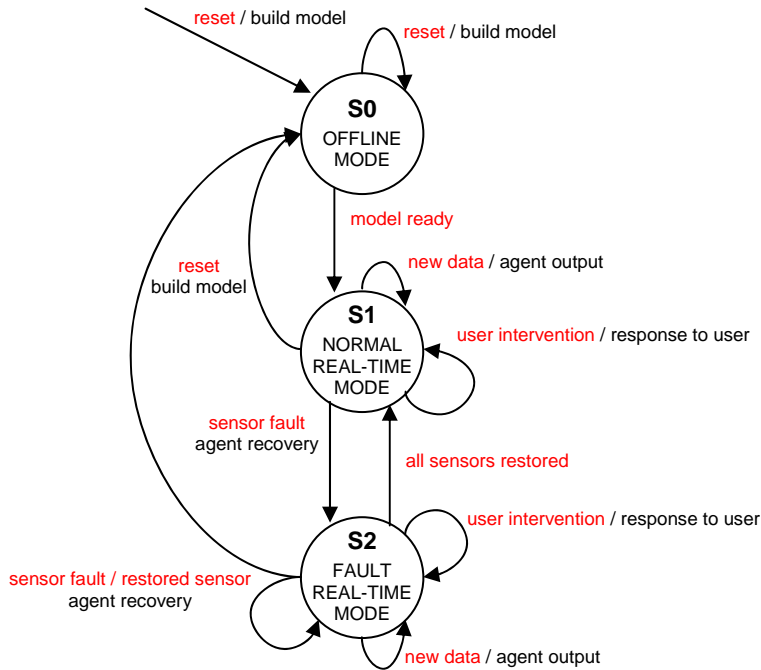 reset / build model
reset / build model
S0
OFFLINE
MODE
model ready
reset
build model
new data / agent output
S1
NORMAL
REAL-TIME
MODE
user intervention / response to user
sensor fault
agent recovery
all sensors restored
user intervention / response to user
S2
FAULT
REAL-TIME
MODE
sensor fault / restored sensor
agent recovery
new data / agent output